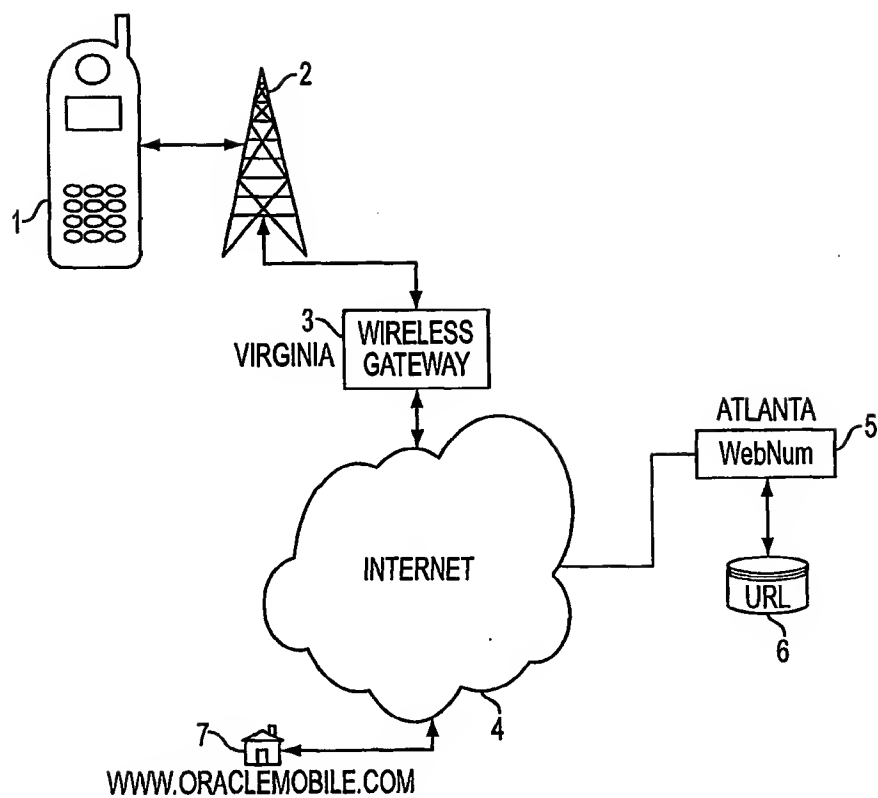 1
2
3
VIRGINIA
WIRELESS
GATEWAY
ATLANTA
WebNum
5
INTERNET
URL
6
4
7
WWW.ORACLEMOBILE.COM